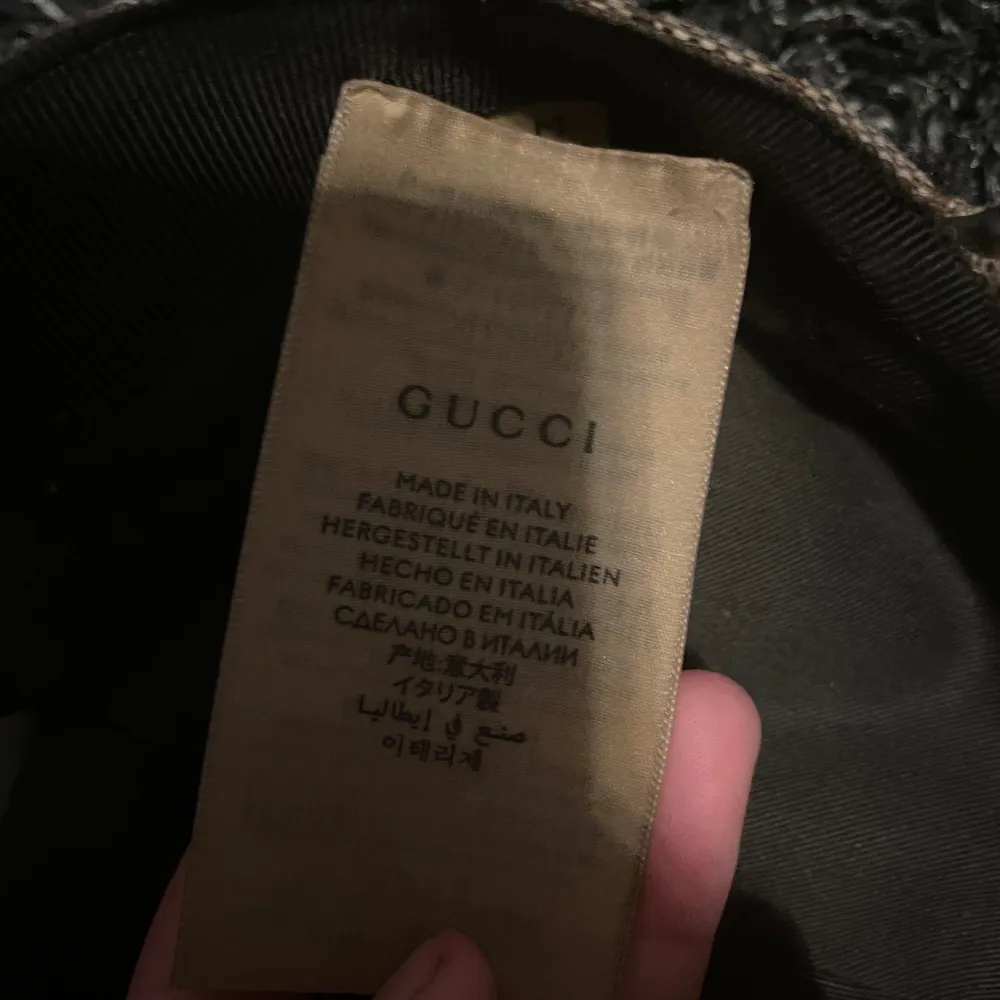 GUCCI
MADE IN ITALY
FABRIQUÉ EN ITALIE
HERGESTELLT IN ITALIEN
HECHO EN ITALIA
FABRICADO EM ITÁLIA
СДЕЛАНО В ИТАЛИИ
产地:意大利
イタリア製
صنع في إيطاليا
이태리제